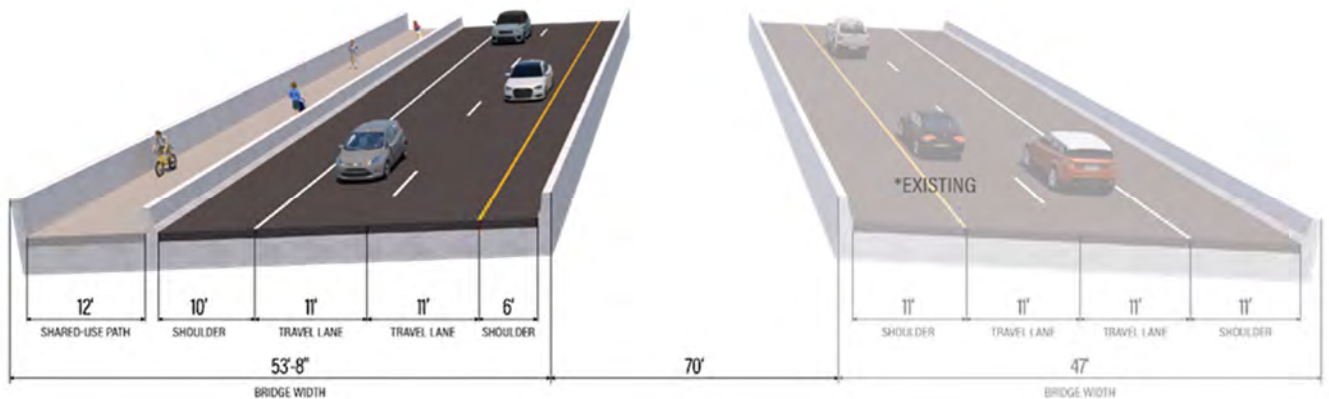 *EXISTING
12' 10' 11' 11' 6' 11' 11' 11' 11'
SHARED-USE PATH SHOULDER TRAVEL LANE TRAVEL LANE SHOULDER SHOULDER TRAVEL LANE TRAVEL LANE SHOULDER
53'-8" 70' 47'
BRIDGE WIDTH BRIDGE WIDTH